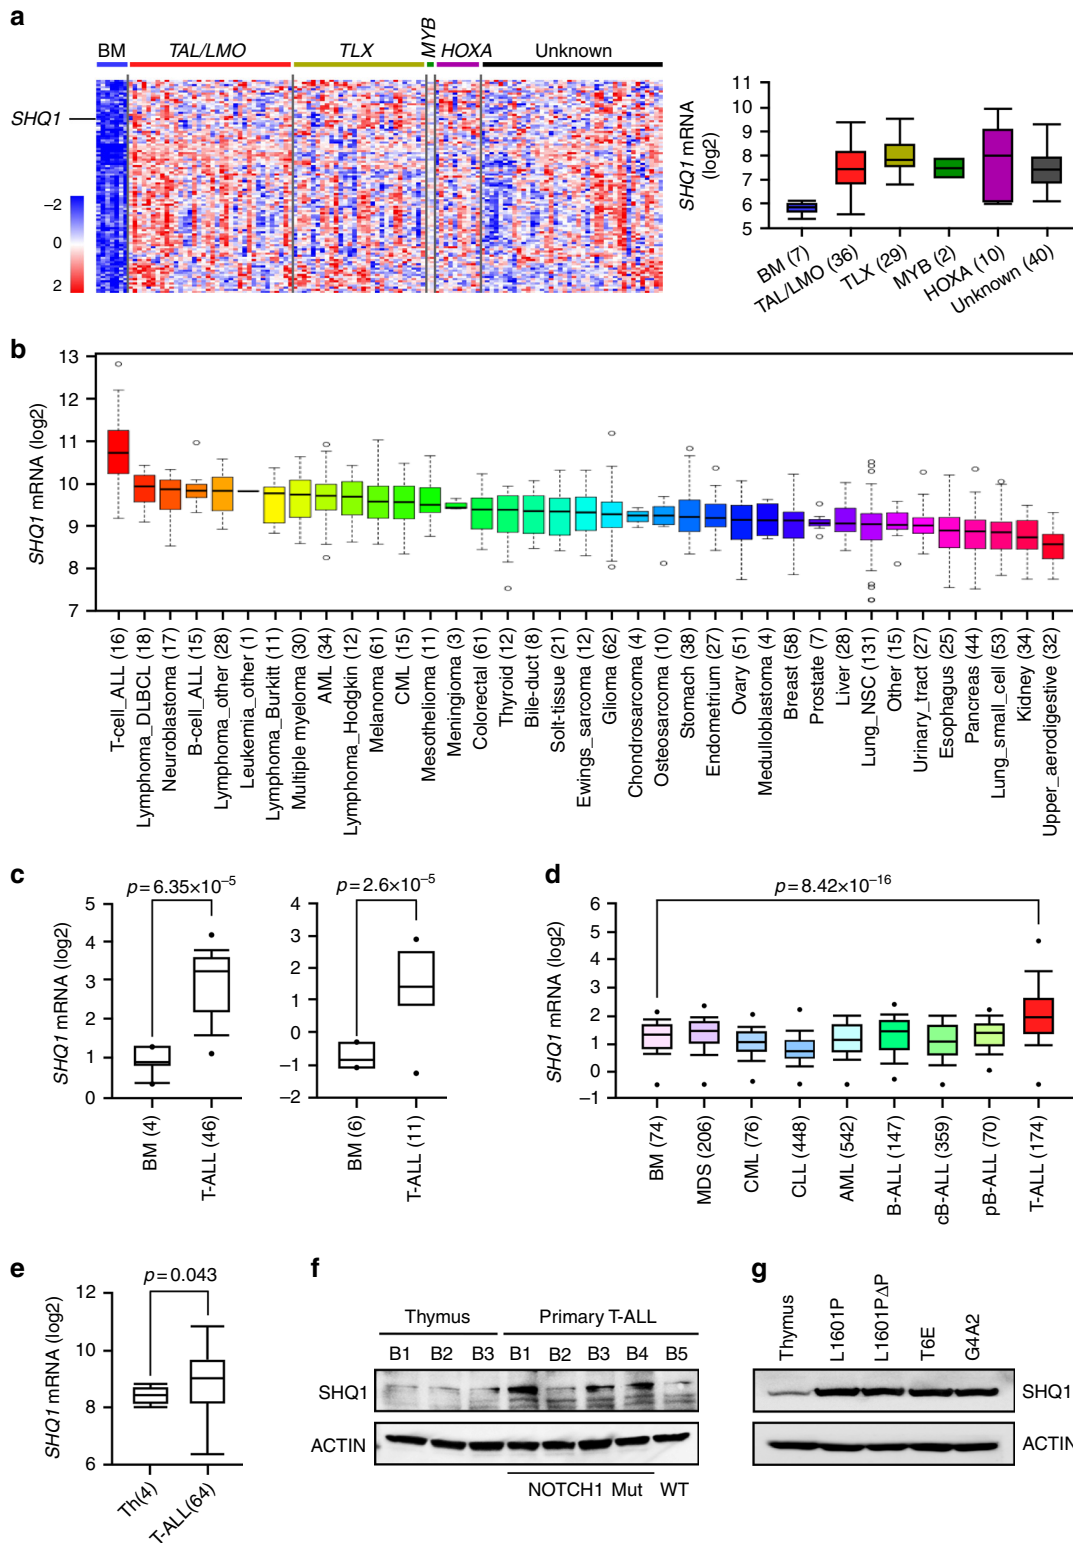 a
BM
TAL/LMO
TLX
MYB
HOXA
Unknown
SHQ1
−2
0
2
SHQ1 mRNA
(log2)
11
10
9
8
7
6
5
BM (7)
TAL/LMO (36)
TLX (29)
MYB (2)
HOXA (10)
Unknown (40)
b
SHQ1 mRNA (log2)
13
12
11
10
9
8
7
T-cell_ALL (16)
Lymphoma_DLBCL (18)
Neuroblastoma (17)
B-cell_ALL (15)
Lymphoma_other (28)
Leukemia_other (1)
Lymphoma_Burkitt (11)
Multiple myeloma (30)
AML (34)
Lymphoma_Hodgkin (12)
Melanoma (61)
CML (15)
Mesothelioma (11)
Meningioma (3)
Colorectal (61)
Thyroid (12)
Bile-duct (8)
Solt-tissue (21)
Ewings_sarcoma (12)
Glioma (62)
Chondrosarcoma (4)
Osteosarcoma (10)
Stomach (38)
Endometrium (27)
Ovary (51)
Medulloblastoma (4)
Breast (58)
Prostate (7)
Liver (28)
Lung_NSC (131)
Other (15)
Urinary_tract (27)
Esophagus (25)
Pancreas (44)
Lung_small_cell (53)
Kidney (34)
Upper_aerodigestive (32)
c
p=6.35×10−5
SHQ1 mRNA (log2)
5
4
3
2
1
0
BM (4)
T-ALL (46)
p=2.6×10−5
4
3
2
1
0
−1
−2
BM (6)
T-ALL (11)
d
p=8.42×10−16
SHQ1 mRNA (log2)
6
5
4
3
2
1
0
−1
BM (74)
MDS (206)
CML (76)
CLL (448)
AML (542)
B-ALL (147)
cB-ALL (359)
pB-ALL (70)
T-ALL (174)
e
p=0.043
SHQ1 mRNA (log2)
12
10
8
6
Th(4)
T-ALL(64)
f
Thymus
Primary T-ALL
B1 B2 B3 B1 B2 B3 B4 B5
SHQ1
ACTIN
NOTCH1 Mut WT
g
Thymus
L1601P
L1601PΔP
T6E
G4A2
SHQ1
ACTIN